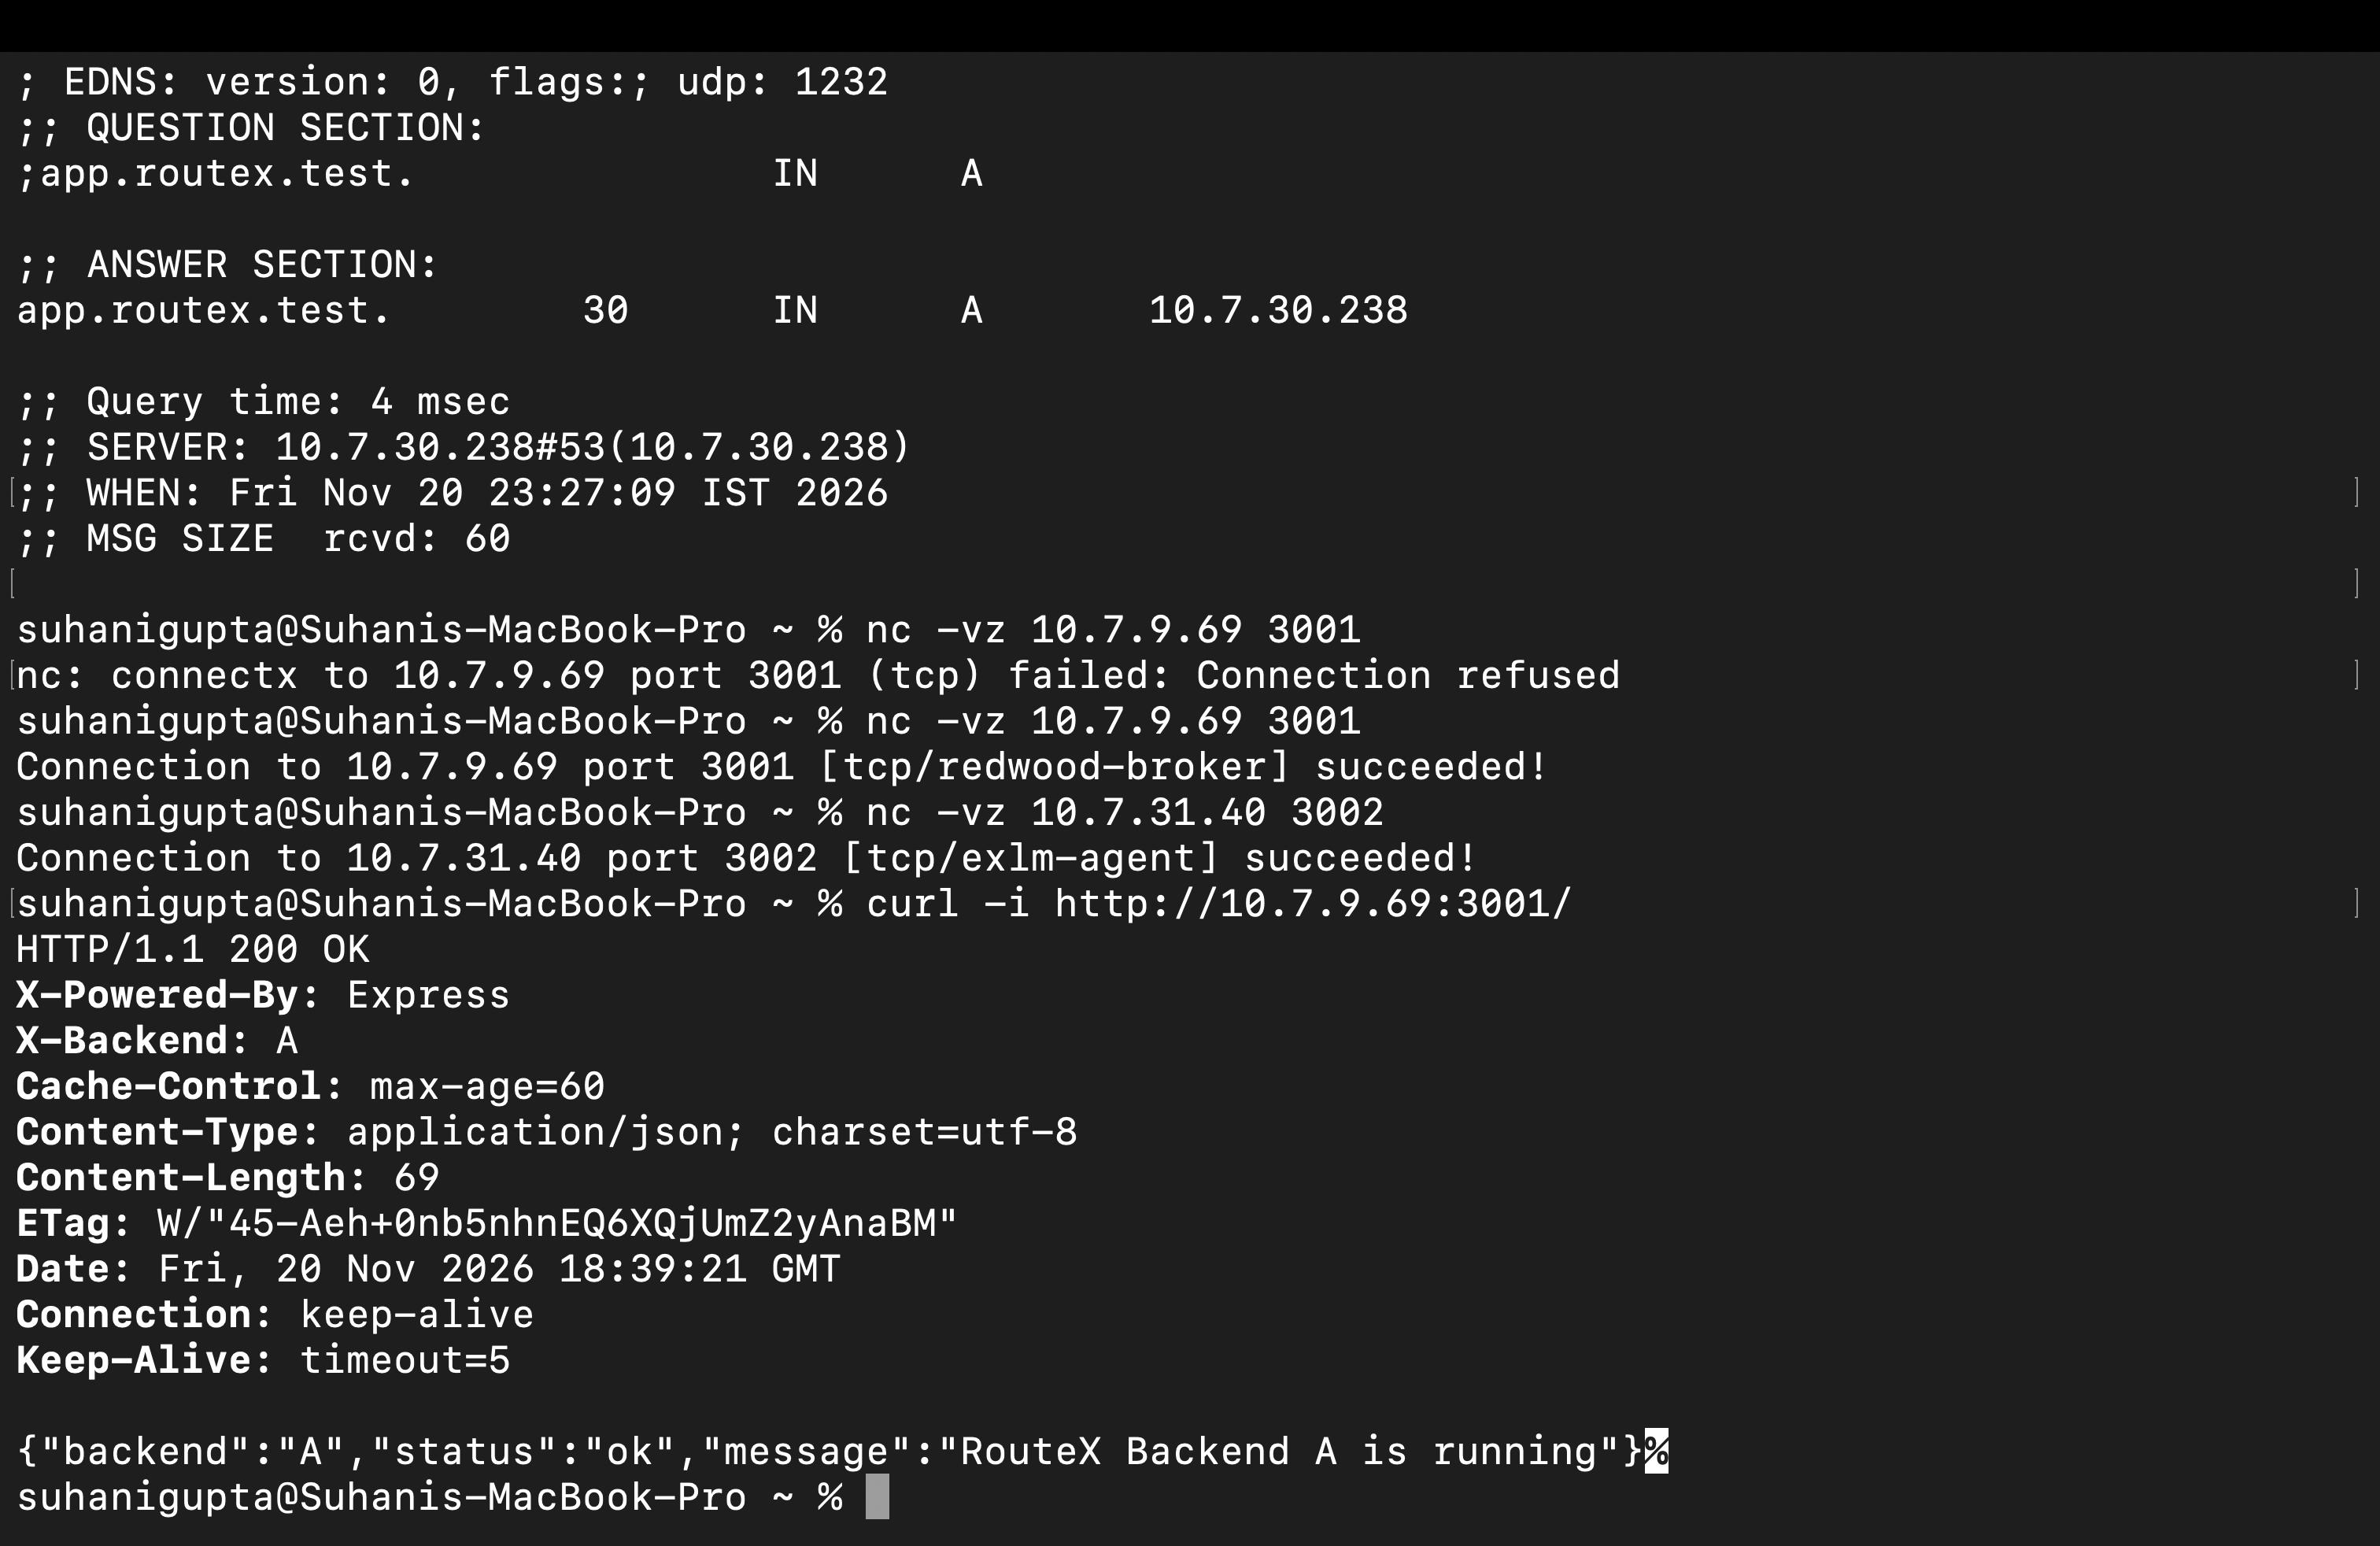 ; EDNS: version: 0, flags:; udp: 1232
;; QUESTION SECTION:
;app.routex.test.		IN	A

;; ANSWER SECTION:
app.routex.test.	30	IN	A	10.7.30.238

;; Query time: 4 msec
;; SERVER: 10.7.30.238#53(10.7.30.238)
;; WHEN: Fri Nov 20 23:27:09 IST 2026
;; MSG SIZE  rcvd: 60

suhanigupta@Suhanis-MacBook-Pro ~ % nc -vz 10.7.9.69 3001
nc: connectx to 10.7.9.69 port 3001 (tcp) failed: Connection refused
suhanigupta@Suhanis-MacBook-Pro ~ % nc -vz 10.7.9.69 3001
Connection to 10.7.9.69 port 3001 [tcp/redwood-broker] succeeded!
suhanigupta@Suhanis-MacBook-Pro ~ % nc -vz 10.7.31.40 3002
Connection to 10.7.31.40 port 3002 [tcp/exlm-agent] succeeded!
suhanigupta@Suhanis-MacBook-Pro ~ % curl -i http://10.7.9.69:3001/
HTTP/1.1 200 OK
X-Powered-By: Express
X-Backend: A
Cache-Control: max-age=60
Content-Type: application/json; charset=utf-8
Content-Length: 69
ETag: W/"45-Aeh+0nb5nhnEQ6XQjUmZ2yAnaBM"
Date: Fri, 20 Nov 2026 18:39:21 GMT
Connection: keep-alive
Keep-Alive: timeout=5

{"backend":"A","status":"ok","message":"RouteX Backend A is running"}%
suhanigupta@Suhanis-MacBook-Pro ~ %